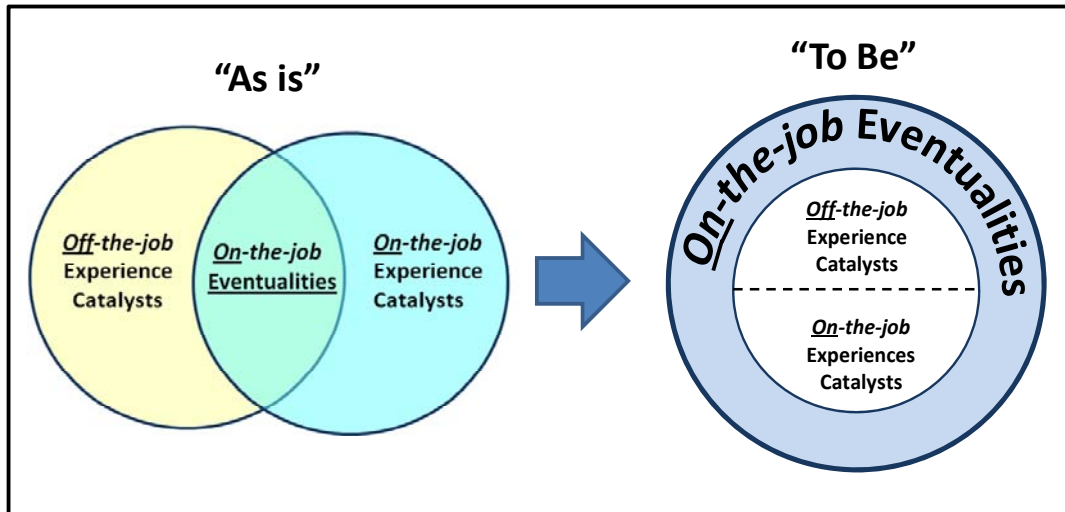 “As is”
Off-the-job
Experience
Catalysts
On-the-job
Eventualities
On-the-job
Experience
Catalysts
“To Be”
On-the-job Eventualities
Off-the-job
Experience
Catalysts
On-the-job
Experiences
Catalysts